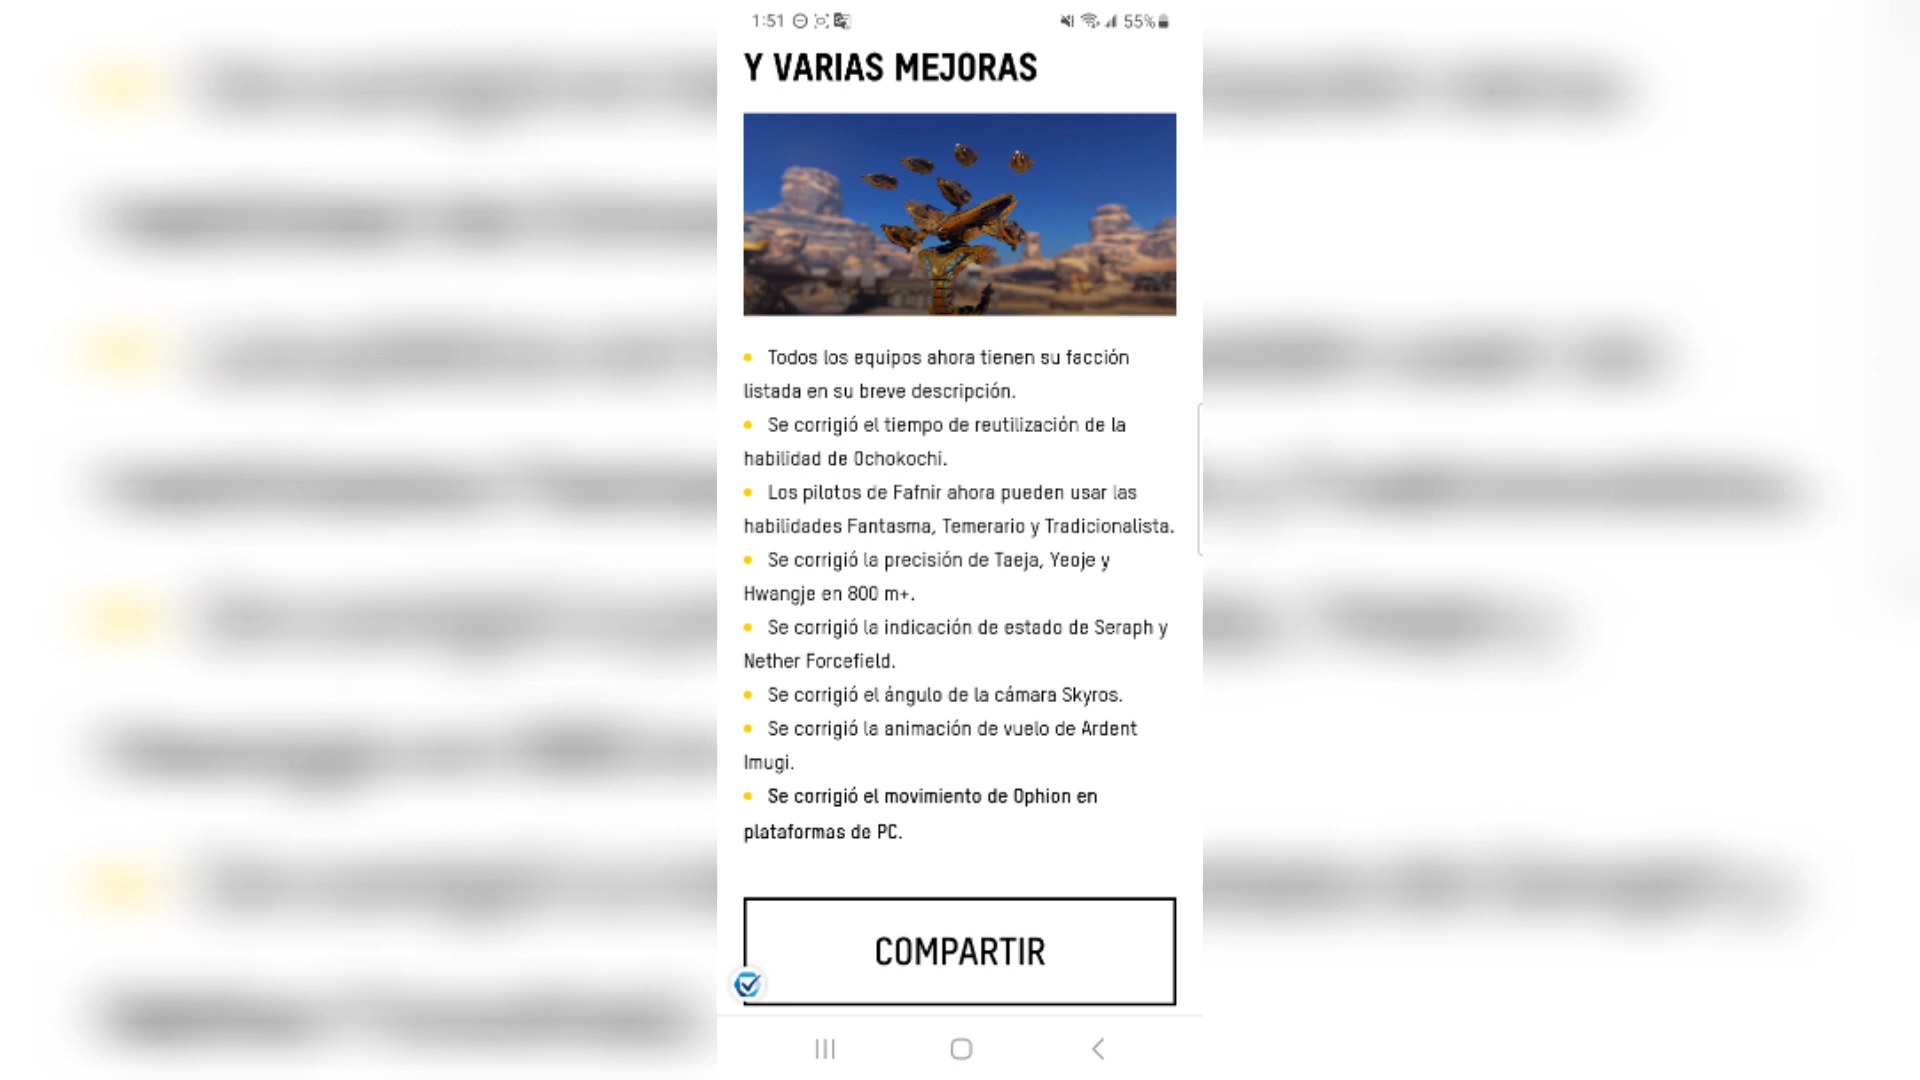 1:51
55%
Y VARIAS MEJORAS
• Todos los equipos ahora tienen su facción
listada en su breve descripción.
• Se corrigió el tiempo de reutilización de la
habilidad de Ochokochi.
• Los pilotos de Fafnir ahora pueden usar las
habilidades Fantasma, Temerario y Tradicionalista.
• Se corrigió la precisión de Taeja, Yeoje y
Hwangje en 800 m+.
• Se corrigió la indicación de estado de Seraph y
Nether Forcefield.
• Se corrigió el ángulo de la cámara Skyros.
• Se corrigió la animación de vuelo de Ardent
Imugi.
• Se corrigió el movimiento de Ophion en
plataformas de PC.
COMPARTIR